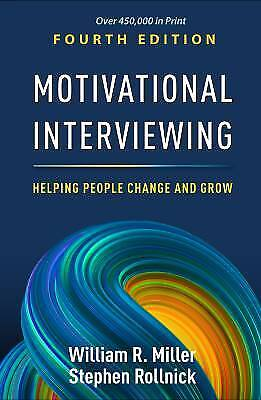 Over 450,000 in Print
FOURTH EDITION
MOTIVATIONAL
INTERVIEWING
HELPING PEOPLE CHANGE AND GROW
William R. Miller
Stephen Rollnick